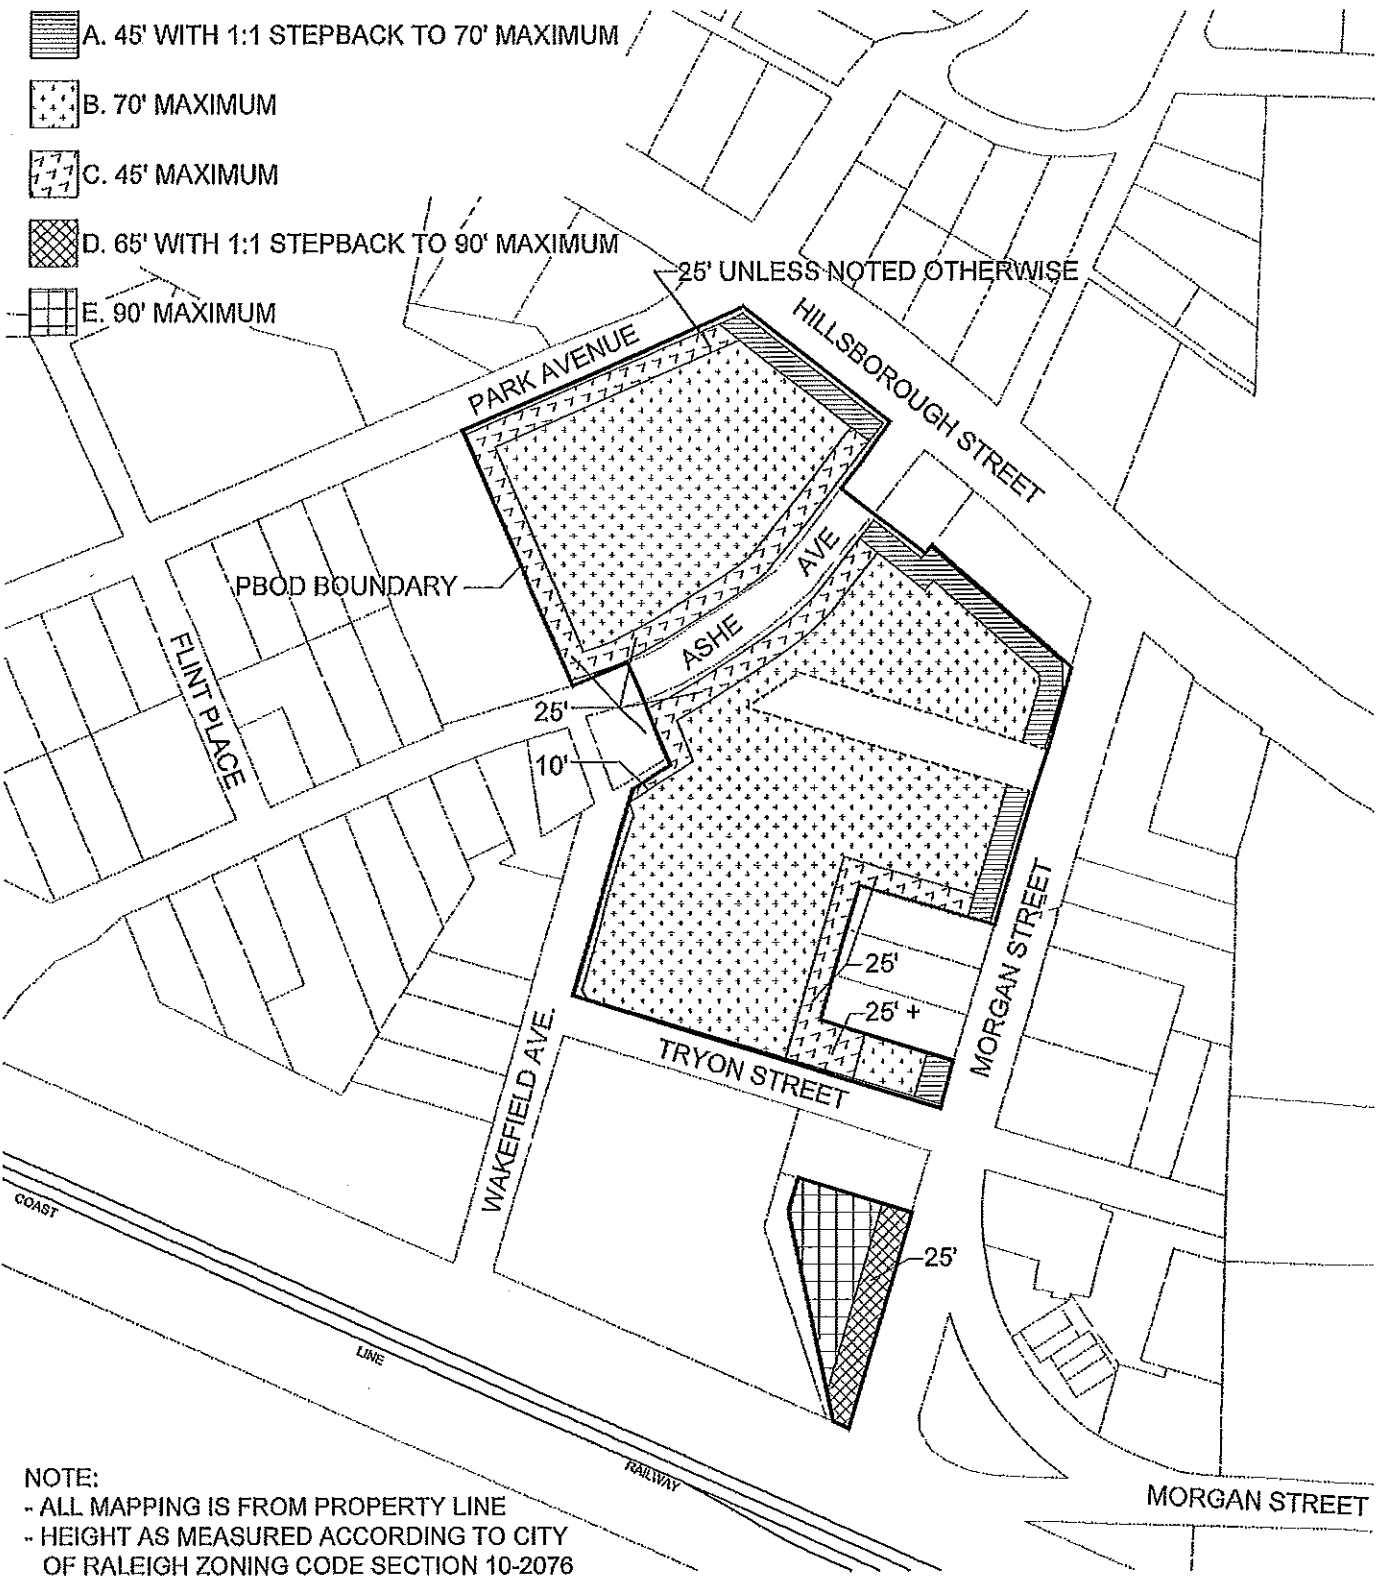 A. 45' WITH 1:1 STEPBACK TO 70' MAXIMUM
B. 70' MAXIMUM
C. 45' MAXIMUM
D. 65' WITH 1:1 STEPBACK TO 90' MAXIMUM
E. 90' MAXIMUM
25' UNLESS NOTED OTHERWISE
HILLSBOROUGH STREET
PARK AVENUE
PBOD BOUNDARY
AVE
ASHE
FLINT PLACE
25'
10'
MORGAN STREET
25'
25' +
TRYON STREET
WAKEFIELD AVE.
COAST
25'
LINE
RAILWAY
MORGAN STREET
NOTE:
- ALL MAPPING IS FROM PROPERTY LINE
- HEIGHT AS MEASURED ACCORDING TO CITY
OF RALEIGH ZONING CODE SECTION 10-2076